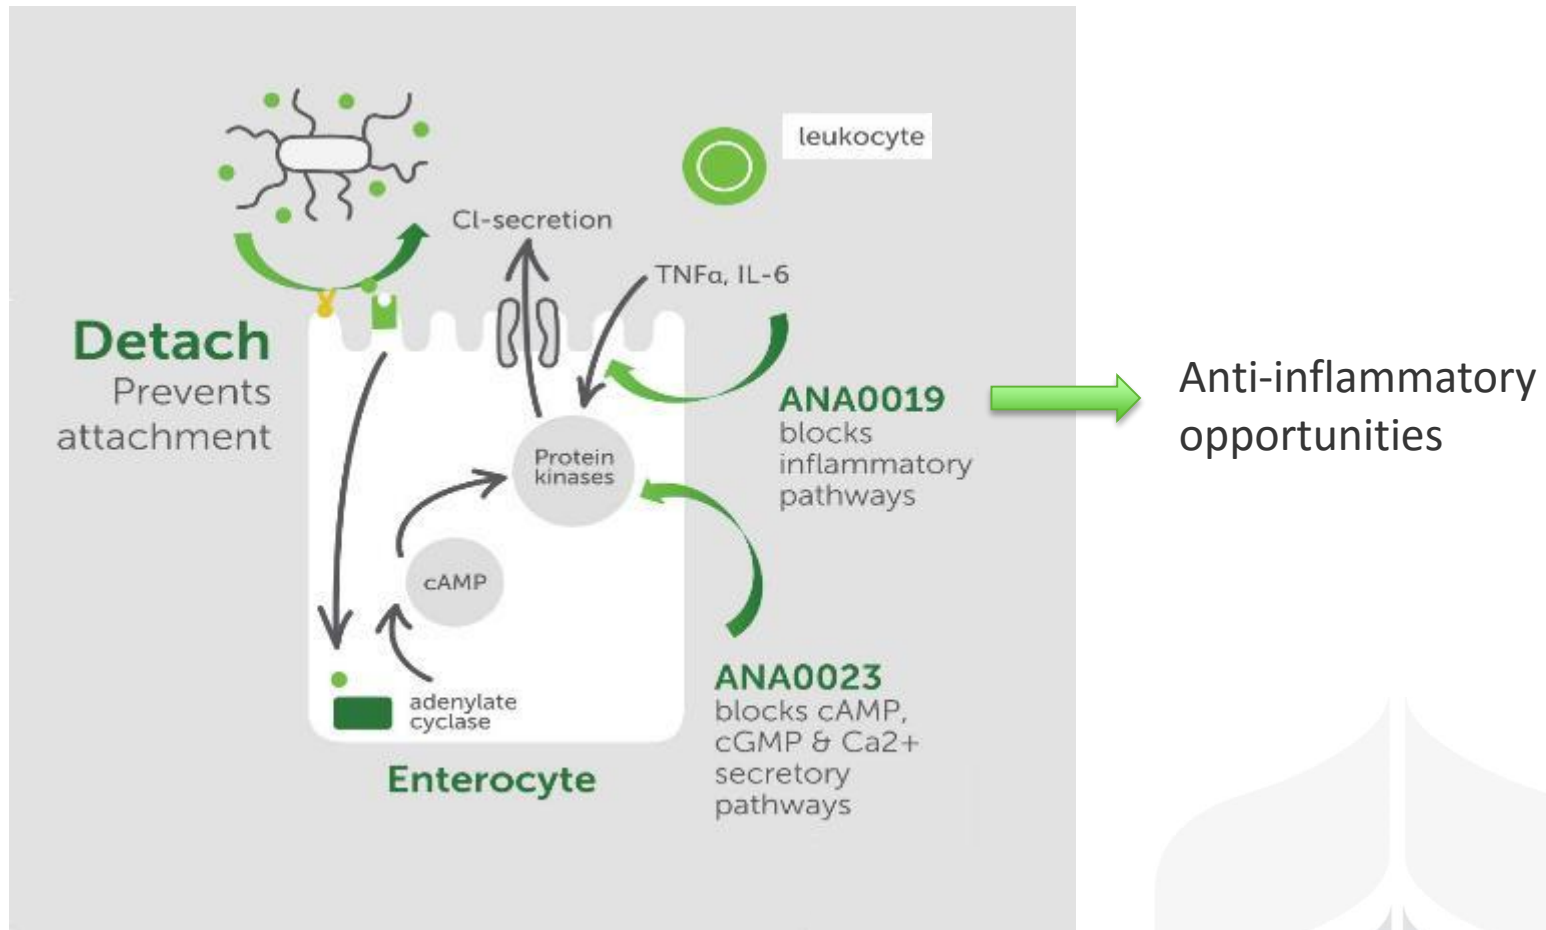 leukocyte
Cl-secretion
TNFα, IL-6
Detach
Prevents
attachment
ANA0019
blocks
inflammatory
pathways
Anti-inflammatory
opportunities
Protein
kinases
cAMP
adenylate
cyclase
ANA0023
blocks cAMP,
cGMP & Ca2+
secretory
pathways
Enterocyte